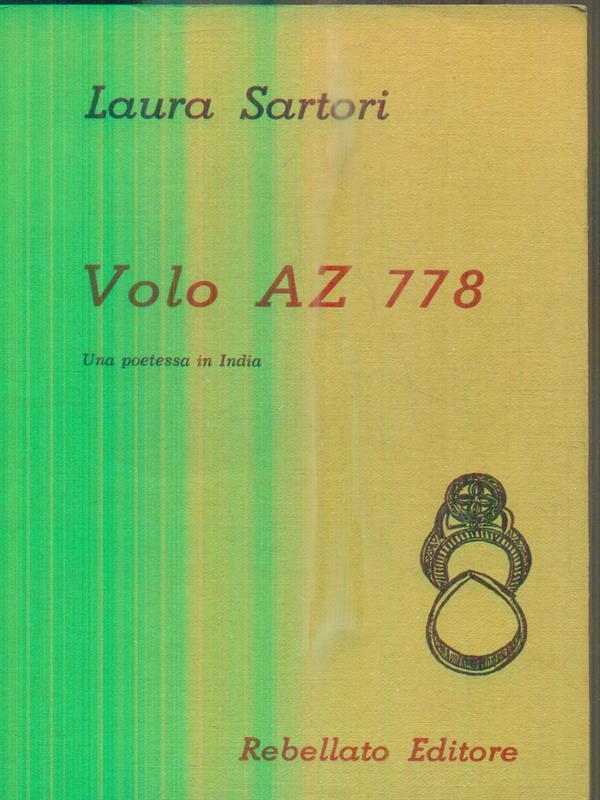 Laura Sartori
Volo AZ 778
Una poetessa in India
Rebellato Editore